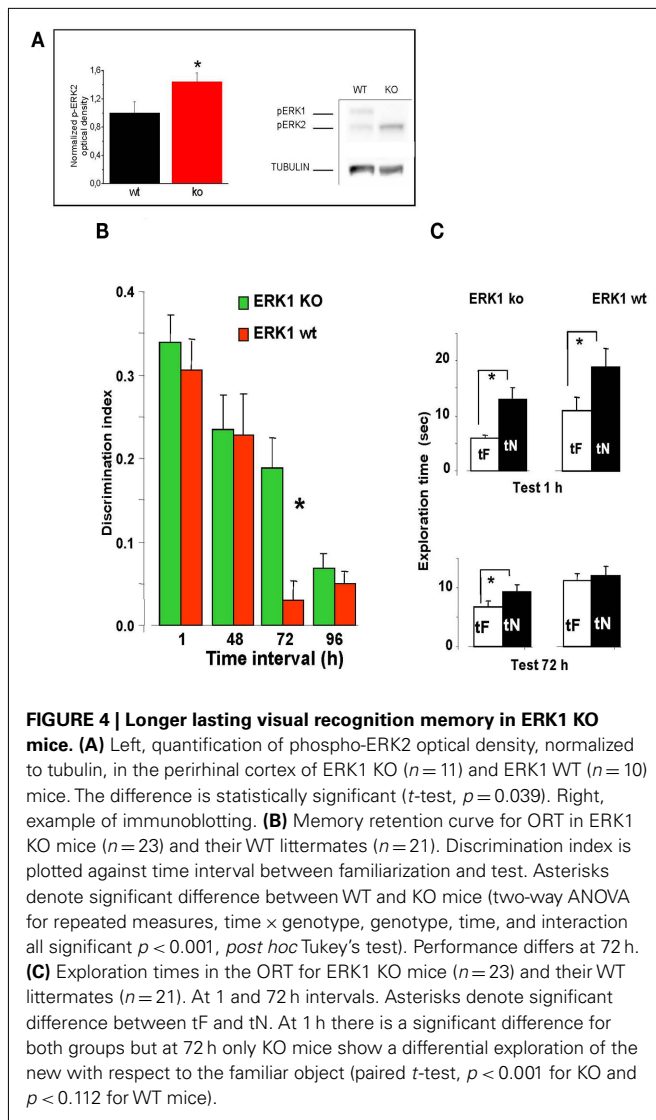 A
Normalized p-ERK2
optical density
1,6
1,2
0,8
0,4
0,0
*
wt
ko
WT KO
pERK1
pERK2
TUBULIN
B
Discrimination index
0.4
0.3
0.2
0.1
0.0
ERK1 KO
ERK1 wt
*
1 48 72 96
Time interval (h)
C
ERK1 ko ERK1 wt
Exploration time (sec)
20
10
0
* *
tF tN tF tN
Test 1 h
10
0
*
tF tN tF tN
Test 72 h
FIGURE 4 | Longer lasting visual recognition memory in ERK1 KO
mice. (A) Left, quantification of phospho-ERK2 optical density, normalized
to tubulin, in the perirhinal cortex of ERK1 KO (n = 11) and ERK1 WT (n = 10)
mice. The difference is statistically significant (t-test, p = 0.039). Right,
example of immunoblotting. (B) Memory retention curve for ORT in ERK1
KO mice (n = 23) and their WT littermates (n = 21). Discrimination index is
plotted against time interval between familiarization and test. Asterisks
denote significant difference between WT and KO mice (two-way ANOVA
for repeated measures, time × genotype, genotype, time, and interaction
all significant p < 0.001, post hoc Tukey's test). Performance differs at 72 h.
(C) Exploration times in the ORT for ERK1 KO mice (n = 23) and their WT
littermates (n = 21). At 1 and 72 h intervals. Asterisks denote significant
difference between tF and tN. At 1 h there is a significant difference for
both groups but at 72 h only KO mice show a differential exploration of the
new with respect to the familiar object (paired t-test, p < 0.001 for KO and
p < 0.112 for WT mice).